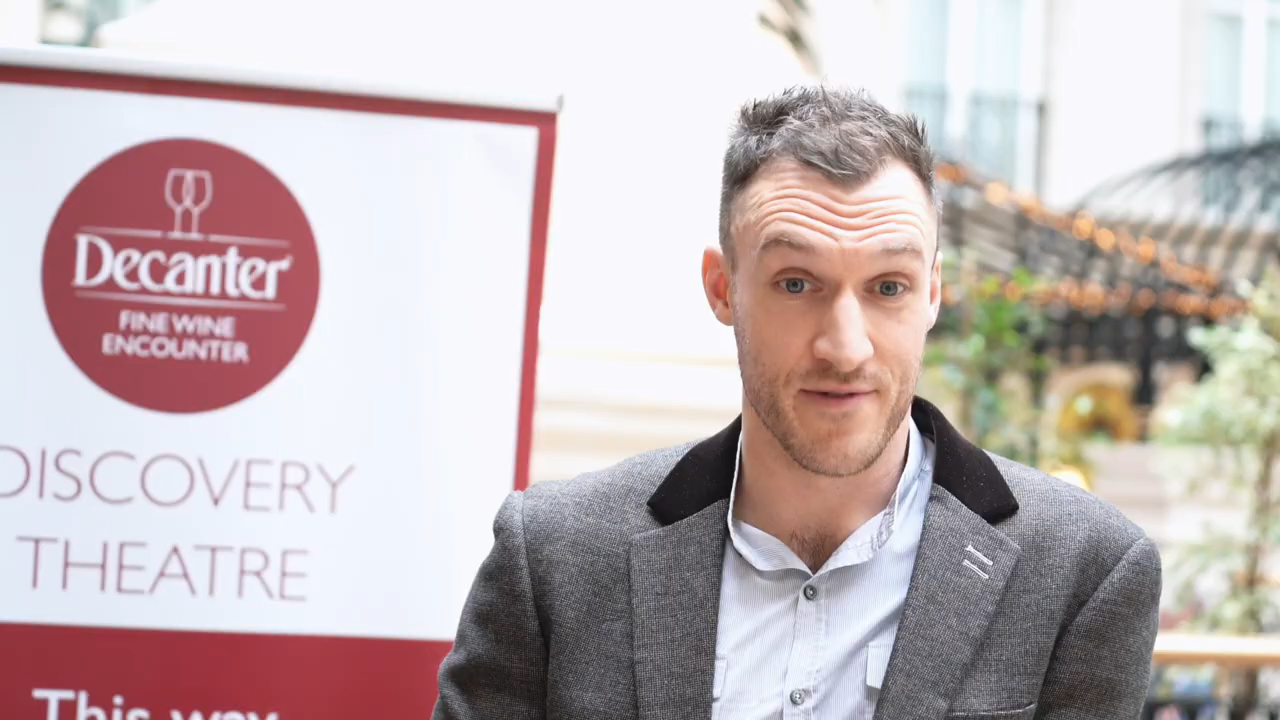 Decanter
FINE WINE
ENCOUNTER
DISCOVERY
THEATRE
This way